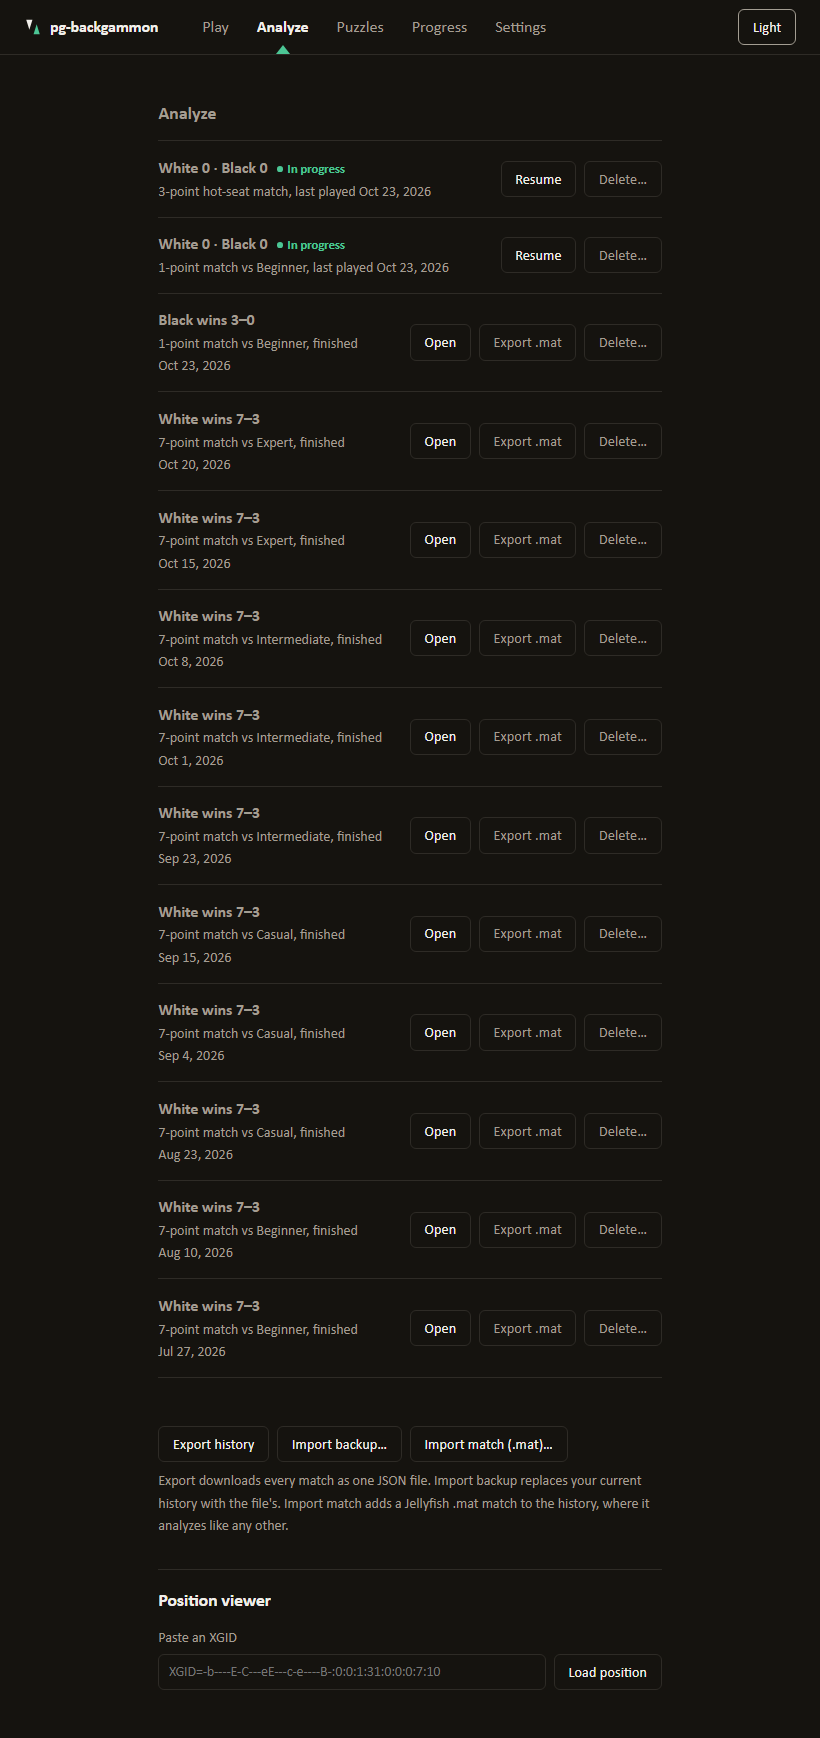 pg-backgammon Play Analyze Puzzles Progress Settings Light
Analyze
White 0 · Black 0 In progress
3-point hot-seat match, last played Oct 23, 2026
Resume Delete...
White 0 · Black 0 In progress
1-point match vs Beginner, last played Oct 23, 2026
Resume Delete...
Black wins 3–0
1-point match vs Beginner, finished
Oct 23, 2026
Open Export .mat Delete...
White wins 7–3
7-point match vs Expert, finished
Oct 20, 2026
Open Export .mat Delete...
White wins 7–3
7-point match vs Expert, finished
Oct 15, 2026
Open Export .mat Delete...
White wins 7–3
7-point match vs Intermediate, finished
Oct 8, 2026
Open Export .mat Delete...
White wins 7–3
7-point match vs Intermediate, finished
Oct 1, 2026
Open Export .mat Delete...
White wins 7–3
7-point match vs Intermediate, finished
Sep 23, 2026
Open Export .mat Delete...
White wins 7–3
7-point match vs Casual, finished
Sep 15, 2026
Open Export .mat Delete...
White wins 7–3
7-point match vs Casual, finished
Sep 4, 2026
Open Export .mat Delete...
White wins 7–3
7-point match vs Casual, finished
Aug 23, 2026
Open Export .mat Delete...
White wins 7–3
7-point match vs Beginner, finished
Aug 10, 2026
Open Export .mat Delete...
White wins 7–3
7-point match vs Beginner, finished
Jul 27, 2026
Open Export .mat Delete...
Export history Import backup... Import match (.mat)...
Export downloads every match as one JSON file. Import backup replaces your current
history with the file's. Import match adds a Jellyfish .mat match to the history, where it
analyzes like any other.
Position viewer
Paste an XGID
XGID=-b----E-C---eE---c-e----B-:0:0:1:31:0:0:0:7:10
Load position